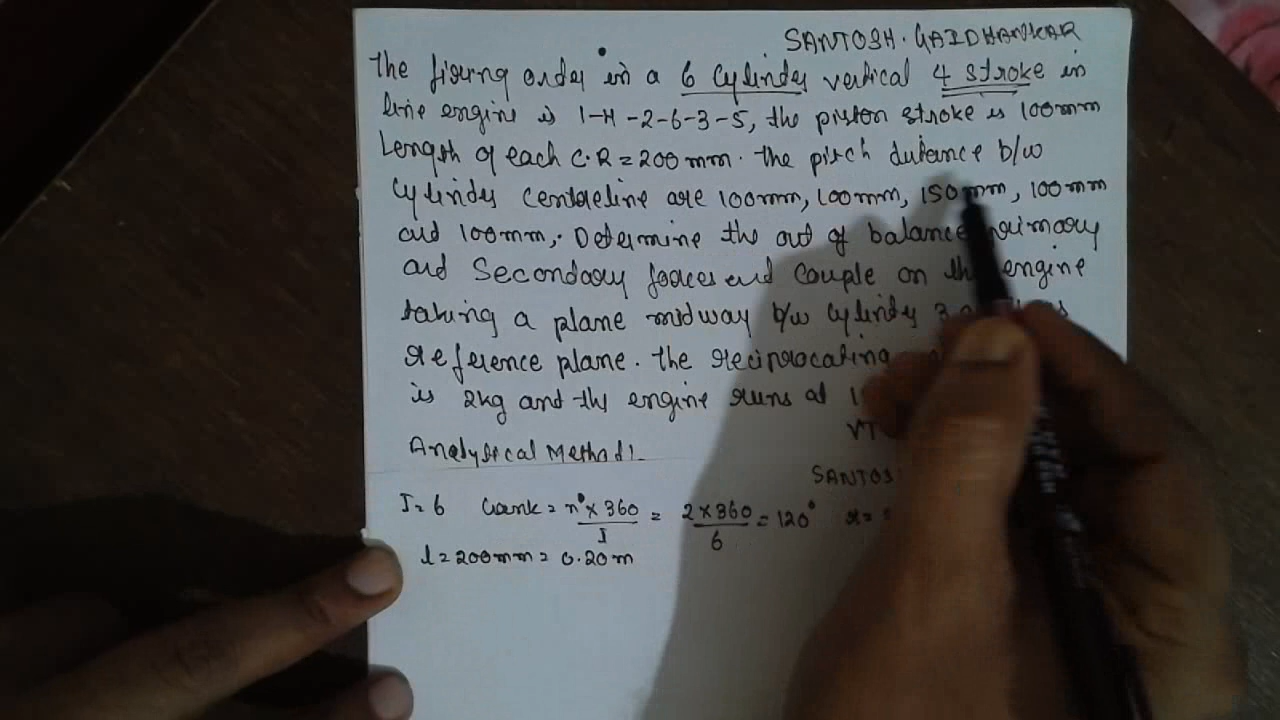 SANTOSH. GAIDHANKAR
The firing order in a 6 Cylinder vertical 4 stroke in
line engine is 1-4-2-6-3-5, the piston stroke is 100mm
Length of each C.R = 200 mm. the pitch distance b/w
Cylinder centreline are 100mm, 100mm, 150mm, 100mm
and 100mm,. Determine the out of balance
and Secondary forces and Couple on the engine
taking a plane midway b/w Cylinder 3
reference plane. the reciprocating
is 2kg and the engine runs at 1
VT
Analytical Method:
SANTOS
I = 6 Crank = n° × 360 / I = 2 × 360 / 6 = 120°
l = 200mm = 0.20m